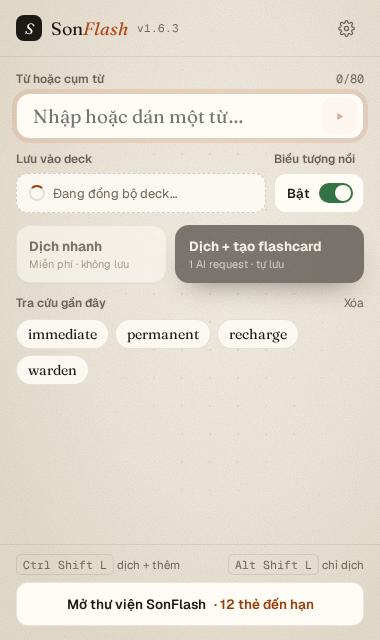 S SonFlash v1.6.3
Từ hoặc cụm từ 0/80
Nhập hoặc dán một từ...
Lưu vào deck Biểu tượng nổi
Đang đồng bộ deck... Bật
Dịch nhanh Dịch + tạo flashcard
Miễn phí · không lưu 1 AI request · tự lưu
Tra cứu gần đây Xóa
immediate permanent recharge
warden
Ctrl Shift L dịch + thêm Alt Shift L chỉ dịch
Mở thư viện SonFlash · 12 thẻ đến hạn